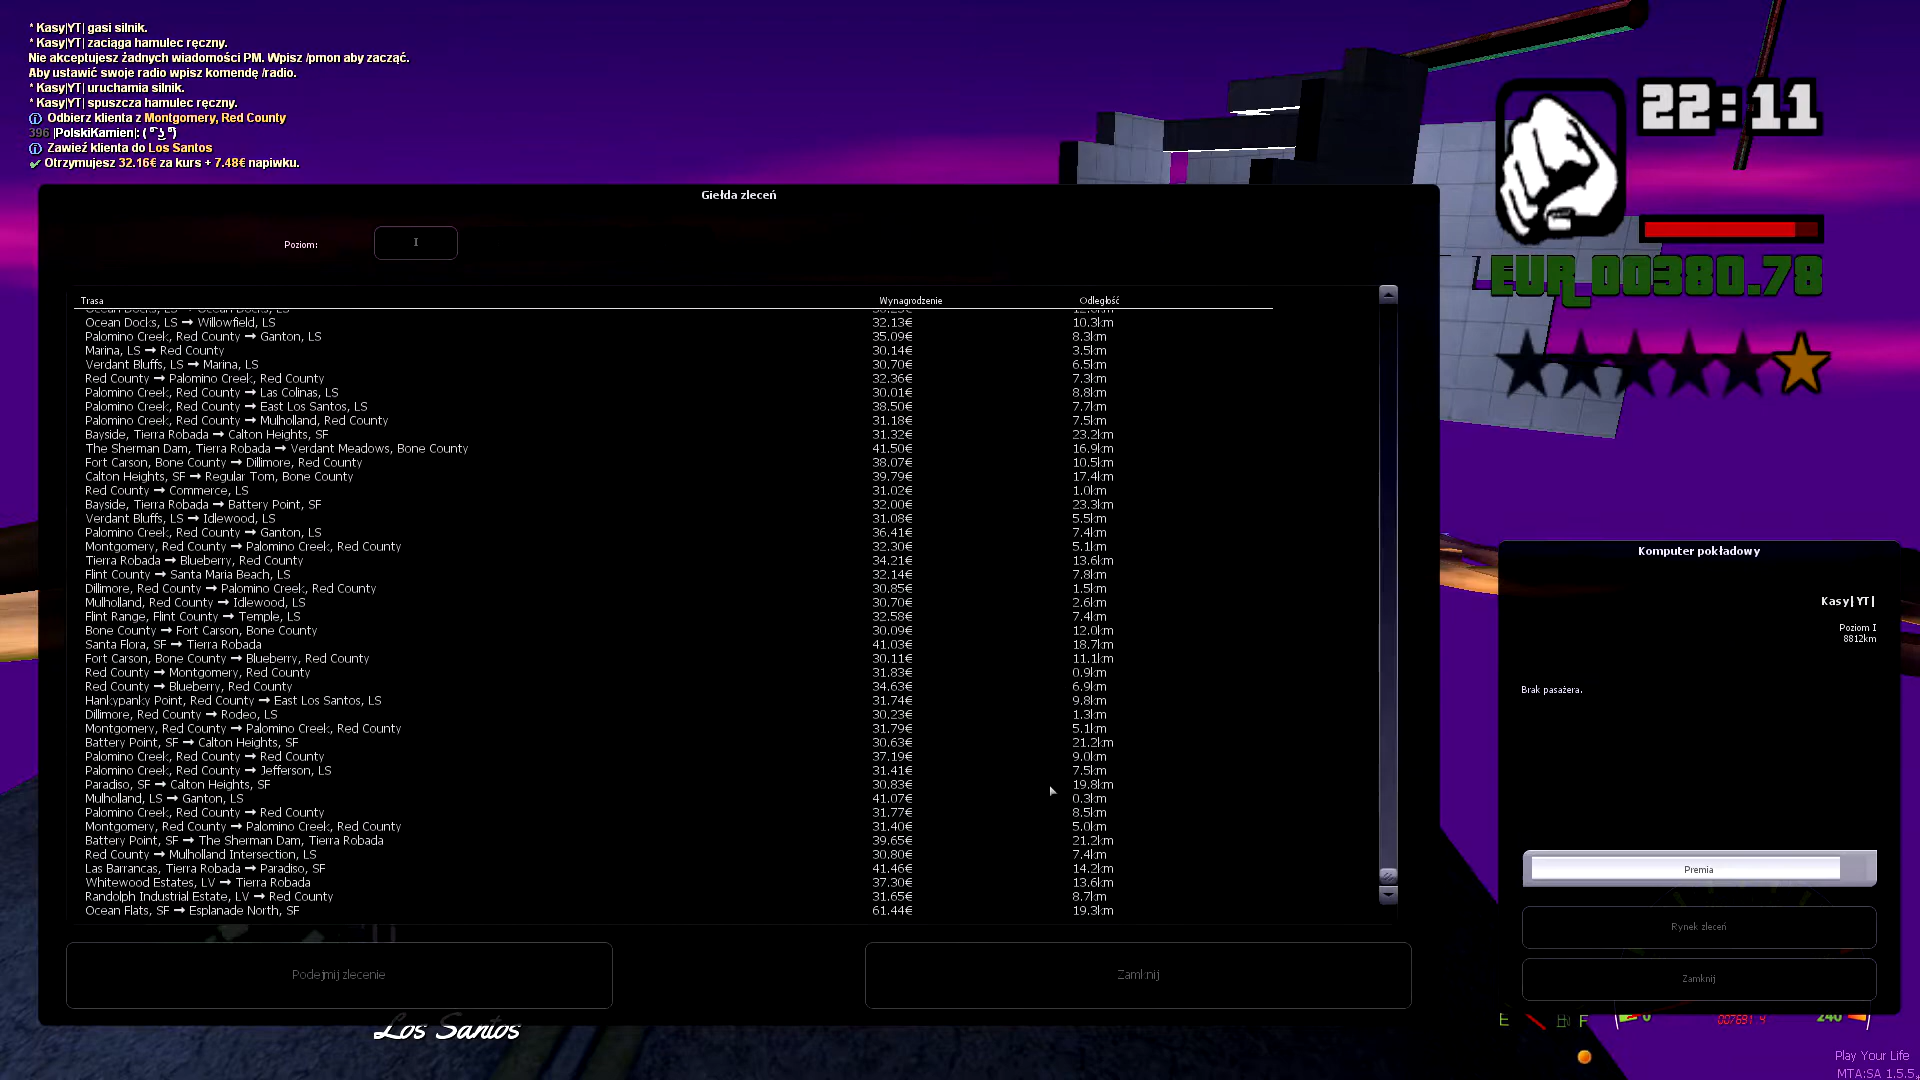 * Kasy|YT| gasi silnik.
* Kasy|YT| zaciąga hamulec ręczny.
Nie akceptujesz żadnych wiadomości PM. Wpisz /pmon aby zacząć.
Aby ustawić swoje radio wpisz komendę /radio.
* Kasy|YT| uruchamia silnik.
* Kasy|YT| spuszcza hamulec ręczny.
Odbierz klienta z Montgomery, Red County
396 |PolskiKamien|: ( ͡° ͜ʖ ͡°)
Zawieź klienta do Los Santos
Otrzymujesz 32.16€ za kurs + 7.48€ napiwku.
22:11
EUR 00380.78
Giełda zleceń
Poziom: I
Trasa Wynagrodzenie Odległość
Ocean Docks, LS → Willowfield, LS 32.13€ 10.3km
Palomino Creek, Red County → Ganton, LS 35.09€ 8.3km
Marina, LS → Red County 30.14€ 3.5km
Verdant Bluffs, LS → Marina, LS 30.70€ 6.5km
Red County → Palomino Creek, Red County 32.36€ 7.3km
Palomino Creek, Red County → Las Colinas, LS 30.01€ 8.8km
Palomino Creek, Red County → East Los Santos, LS 38.50€ 7.7km
Palomino Creek, Red County → Mulholland, Red County 31.18€ 7.5km
Bayside, Tierra Robada → Calton Heights, SF 31.32€ 23.2km
The Sherman Dam, Tierra Robada → Verdant Meadows, Bone County 41.50€ 16.9km
Fort Carson, Bone County → Dillimore, Red County 38.07€ 10.5km
Calton Heights, SF → Regular Tom, Bone County 39.79€ 17.4km
Red County → Commerce, LS 31.02€ 1.0km
Bayside, Tierra Robada → Battery Point, SF 32.00€ 23.3km
Verdant Bluffs, LS → Idlewood, LS 31.08€ 5.5km
Palomino Creek, Red County → Ganton, LS 36.41€ 7.4km
Montgomery, Red County → Palomino Creek, Red County 32.30€ 5.1km
Tierra Robada → Blueberry, Red County 34.21€ 13.6km
Flint County → Santa Maria Beach, LS 32.14€ 7.8km
Dillimore, Red County → Palomino Creek, Red County 30.85€ 1.5km
Mulholland, Red County → Idlewood, LS 30.70€ 2.6km
Flint Range, Flint County → Temple, LS 32.58€ 7.4km
Bone County → Fort Carson, Bone County 30.09€ 12.0km
Santa Flora, SF → Tierra Robada 41.03€ 18.7km
Fort Carson, Bone County → Blueberry, Red County 30.11€ 11.1km
Red County → Montgomery, Red County 31.83€ 0.9km
Red County → Blueberry, Red County 34.63€ 6.9km
Hankypanky Point, Red County → East Los Santos, LS 31.74€ 9.8km
Dillimore, Red County → Rodeo, LS 30.23€ 1.3km
Montgomery, Red County → Palomino Creek, Red County 31.79€ 5.1km
Battery Point, SF → Calton Heights, SF 30.63€ 21.2km
Palomino Creek, Red County → Red County 37.19€ 9.0km
Palomino Creek, Red County → Jefferson, LS 31.41€ 7.5km
Paradiso, SF → Calton Heights, SF 30.83€ 19.8km
Mulholland, LS → Ganton, LS 41.07€ 0.3km
Palomino Creek, Red County → Red County 31.77€ 8.5km
Montgomery, Red County → Palomino Creek, Red County 31.40€ 5.0km
Battery Point, SF → The Sherman Dam, Tierra Robada 39.65€ 21.2km
Red County → Mulholland Intersection, LS 30.80€ 7.4km
Las Barrancas, Tierra Robada → Paradiso, SF 41.46€ 14.2km
Whitewood Estates, LV → Tierra Robada 37.30€ 13.6km
Randolph Industrial Estate, LV → Red County 31.65€ 8.7km
Ocean Flats, SF → Esplanade North, SF 61.44€ 19.3km
Podejmij zlecenie
Zamknij
Los Santos
Komputer pokładowy
Kasy|YT|
Poziom I
8812km
Brak pasażera.
Premia
Rynek zleceń
Zamknij
E F 0 240
Play Your Life
MTA:SA 1.5.5